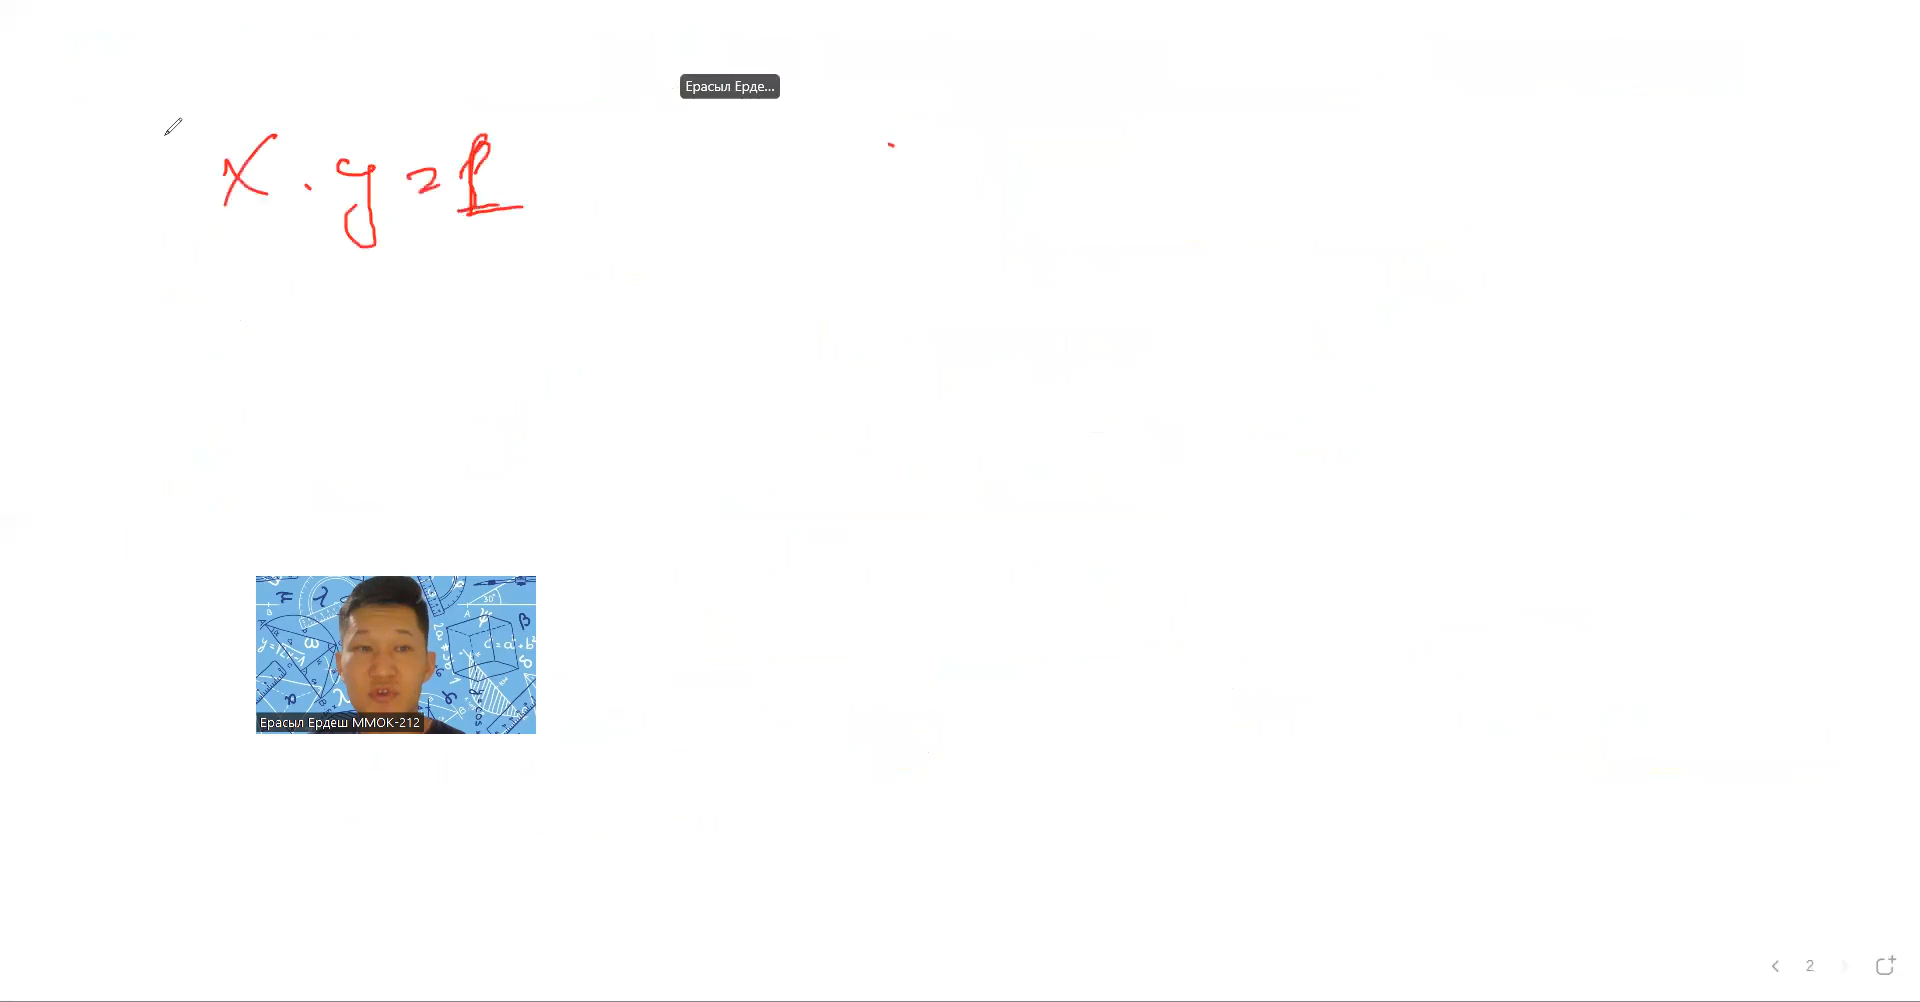 Ерасыл Ерде...
x · y = 1
Ерасыл Ердеш ММОК-212
2